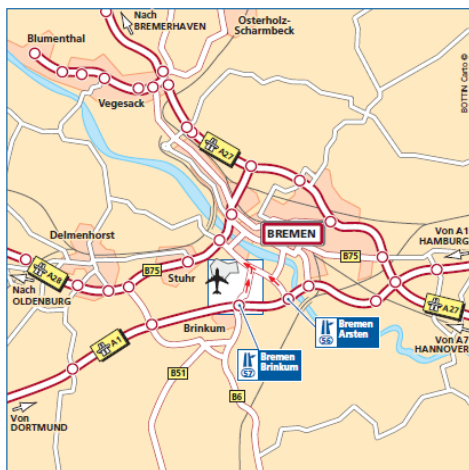 Nach
BREMERHAVEN
Osterholz-
Scharmbeck
Blumenthal
BOTTIN Carto ©
Vegesack
A27
Delmenhorst
BREMEN
Von A1
HAMBURG
B75
A28
B75
Stuhr
Nach
OLDENBURG
A27
Brinkum
Bremen
Arsten
56
Von A7
HANNOVER
A1
Bremen
Brinkum
57
B51
B6
Von
DORTMUND